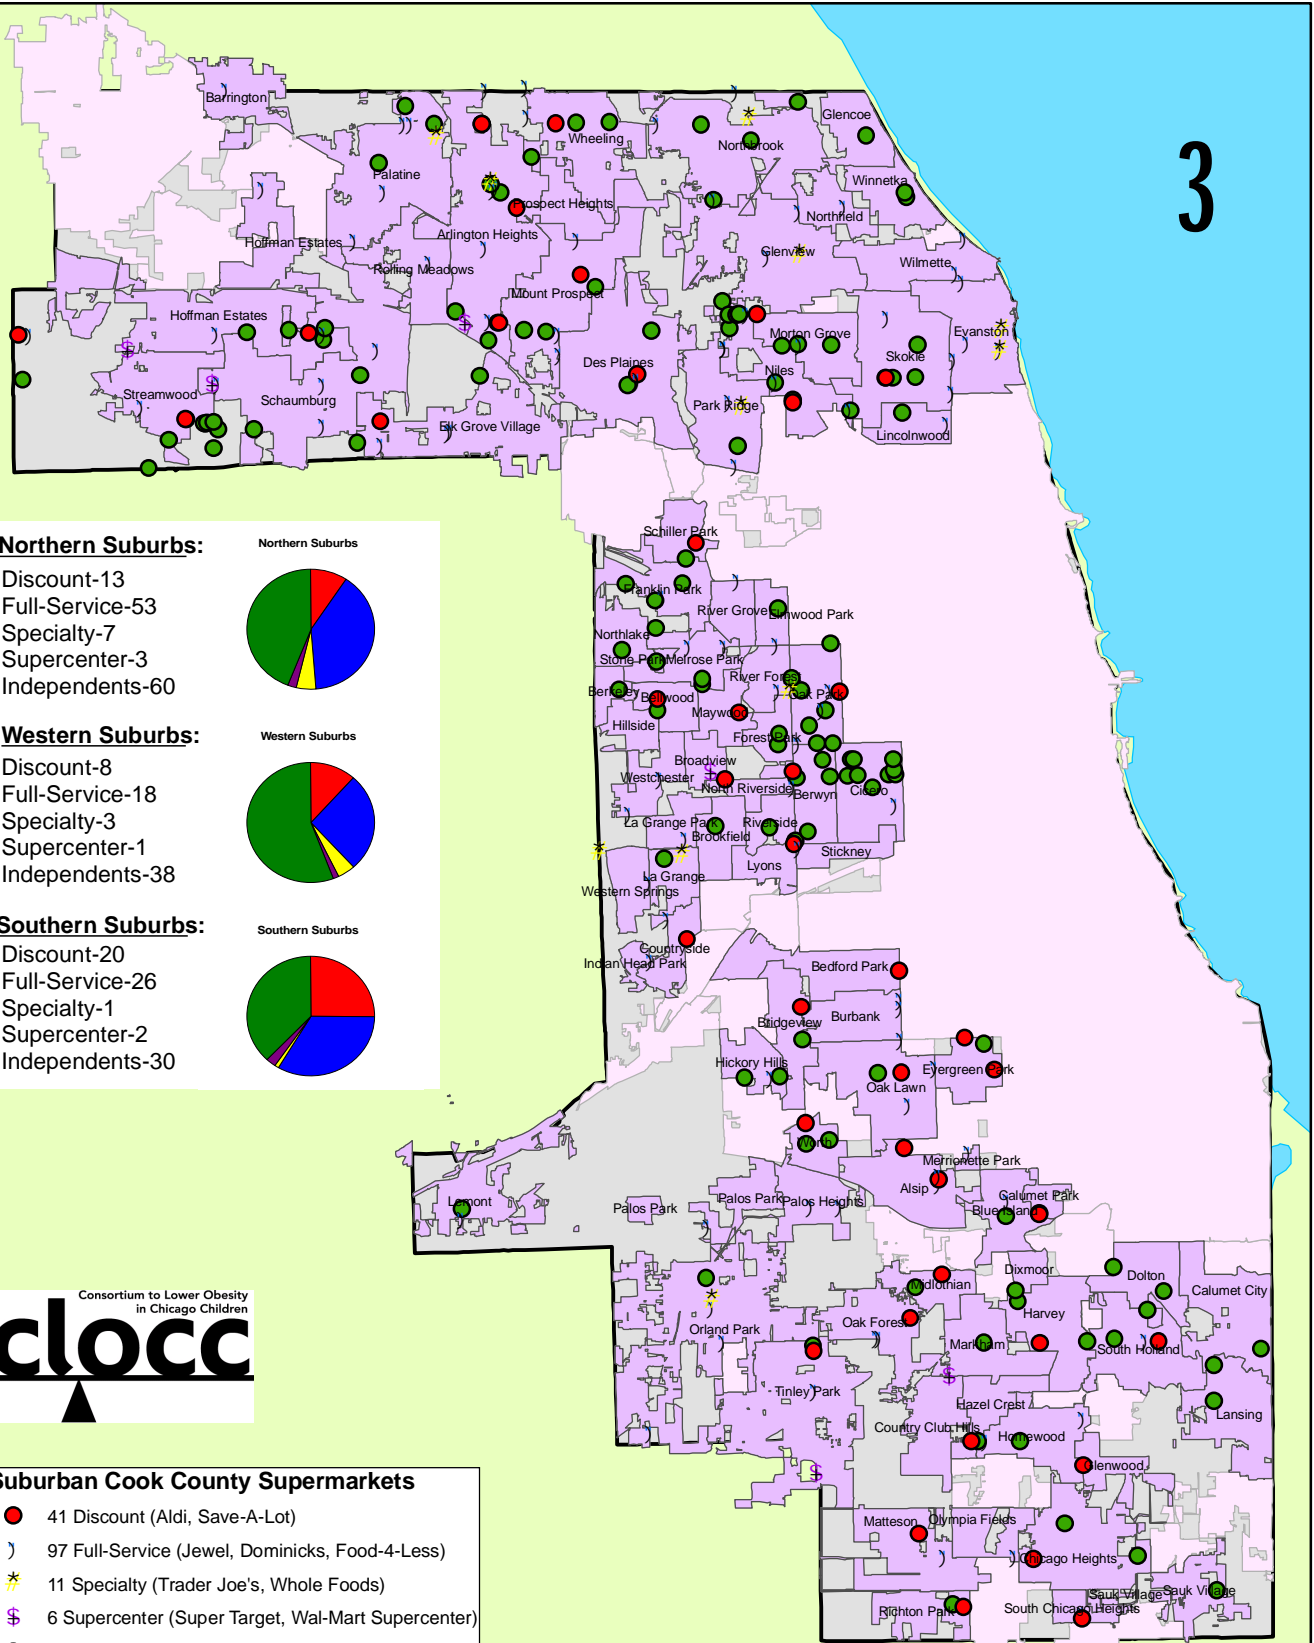 3
Barrington
Glencoe
Wheeling
Northbrook
Palatine
Winnetka
Prospect Heights
Northfield
Arlington Heights
Hoffman Estates
Glenview
Wilmette
Rolling Meadows
Mount Prospect
Hoffman Estates
Evanston
Morton Grove
Skokie
Des Plaines
Niles
Streamwood
Schaumburg
Park Ridge
Elk Grove Village
Lincolnwood
Northern Suburbs:
Discount-13
Full-Service-53
Specialty-7
Supercenter-3
Independents-60
Northern Suburbs
Western Suburbs:
Discount-8
Full-Service-18
Specialty-3
Supercenter-1
Independents-38
Western Suburbs
Southern Suburbs:
Discount-20
Full-Service-26
Specialty-1
Supercenter-2
Independents-30
Southern Suburbs
Schiller Park
Franklin Park
River Grove
Elmwood Park
Northlake
Stone Park
Melrose Park
River Forest
Berkeley
Bellwood
Oak Park
Maywood
Hillside
Forest Park
Broadview
Westchester
North Riverside
Berwyn
Cicero
La Grange Park
Riverside
Brookfield
Stickney
Lyons
La Grange
Western Springs
Countryside
Indian Head Park
Bedford Park
Burbank
Bridgeview
Hickory Hills
Evergreen Park
Oak Lawn
Worth
Merrionette Park
Alsip
Calumet Park
Blue Island
Lemont
Palos Park
Palos Park
Palos Heights
Dixmoor
Dolton
Midlothian
Calumet City
Harvey
Oak Forest
Orland Park
Markham
South Holland
Tinley Park
Hazel Crest
Lansing
Country Club Hills
Homewood
Glenwood
Matteson
Olympia Fields
Chicago Heights
Sauk Village
Sauk Village
Richton Park
South Chicago Heights
Consortium to Lower Obesity
in Chicago Children
clocc
Suburban Cook County Supermarkets
41 Discount (Aldi, Save-A-Lot)
97 Full-Service (Jewel, Dominicks, Food-4-Less)
11 Specialty (Trader Joe's, Whole Foods)
6 Supercenter (Super Target, Wal-Mart Supercenter)